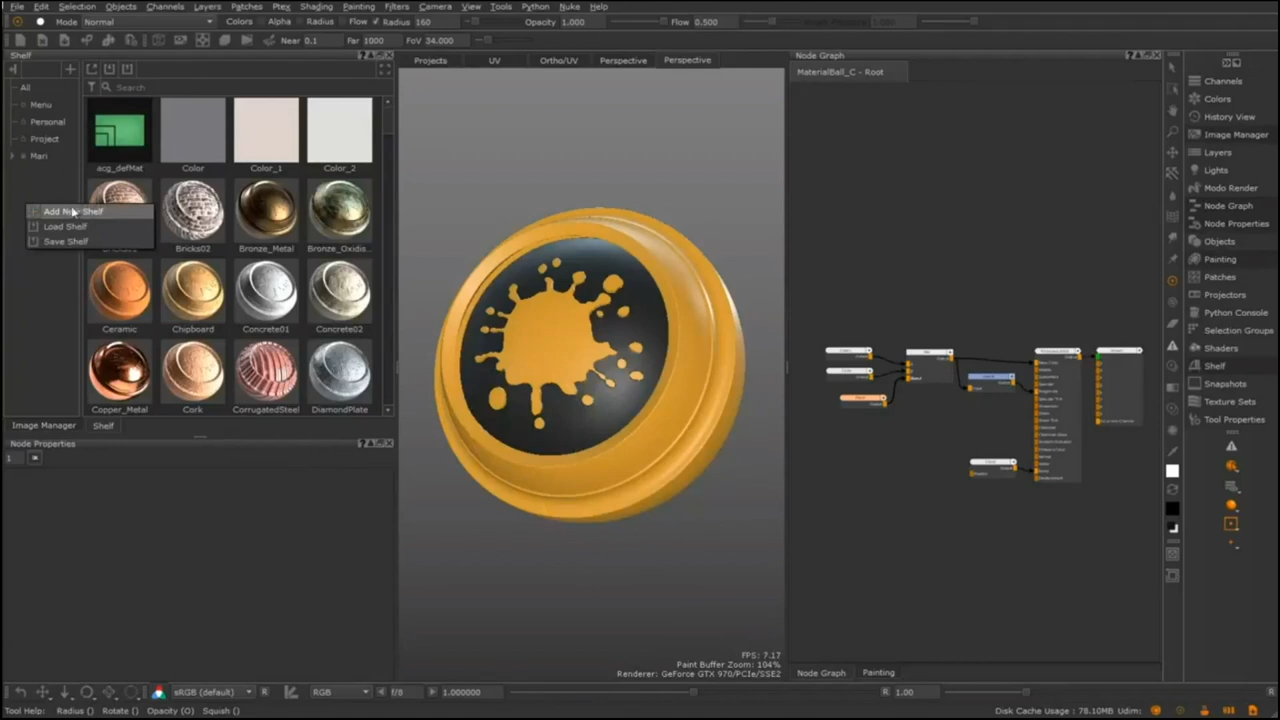 File Edit Selection Objects Channels Layers Patches Ptex Shading Painting Filters Camera View Tools Python Nuke Help
Mode Normal Colors Alpha Radius Flow Radius 160 Opacity 1.000 Flow 0.500
Near 0.1 Far 1000 FoV 34.000
Shelf
Search
All
Menu
Personal
Project
Mari
acg_defMat Color Color_1 Color_2
Add New Shelf
Load Shelf
Save Shelf
Bricks02 Bronze_Metal Bronze_Oxidis...
Ceramic Chipboard Concrete01 Concrete02
Copper_Metal Cork CorrugatedSteel DiamondPlate
Image Manager Shelf
Node Properties
1
Projects UV Ortho/UV Perspective Perspective
FPS: 7.17
Paint Buffer Zoom: 104%
Renderer: GeForce GTX 970/PCIe/SSE2
Node Graph
MaterialBall_C - Root
Node Graph Painting
Channels
Colors
History View
Image Manager
Layers
Lights
Modo Render
Node Graph
Node Properties
Objects
Painting
Patches
Projectors
Python Console
Selection Groups
Shaders
Shelf
Snapshots
Texture Sets
Tool Properties
sRGB (default) R RGB f/8 1.000000 R 1.00
Tool Help: Radius () Rotate () Opacity (O) Squish () Disk Cache Usage : 78.10MB Udim: